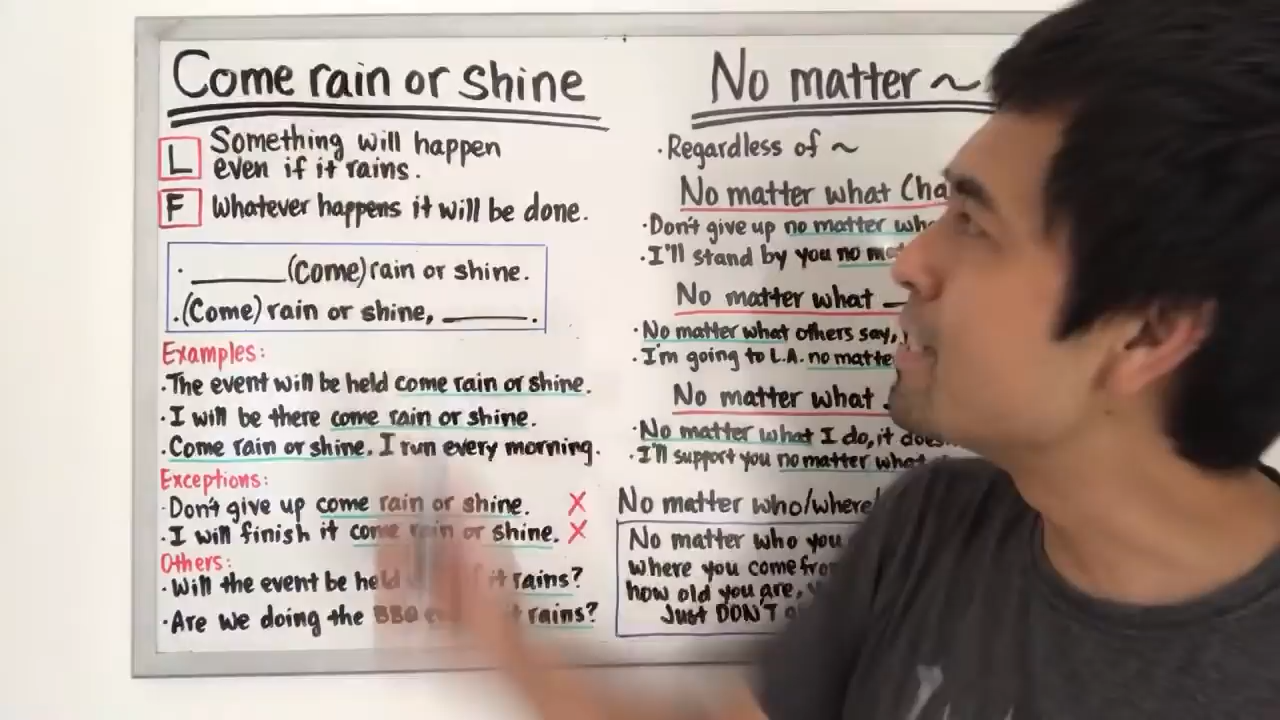 Come rain or shine
L Something will happen
even if it rains.
F Whatever happens it will be done.
· ______ (Come) rain or shine.
· (Come) rain or shine, ______.
Examples:
· The event will be held come rain or shine.
· I will be there come rain or shine.
· Come rain or shine. I run every morning.
Exceptions:
· Don't give up come rain or shine. X
· I will finish it come rain or shine. X
Others:
· Will the event be held it rains?
· Are we doing the BBQ rains?
No matter ~
· Regardless of ~
No matter what
· Don't give up no matter
· I'll stand by you no
No matter what
· No matter what others say,
· I'm going to L.A. no matter
No matter what
· No matter what I do, it
· I'll support you no matter what
No matter who/where/
No matter who you
where you come from
how old you are,
Just DON'T